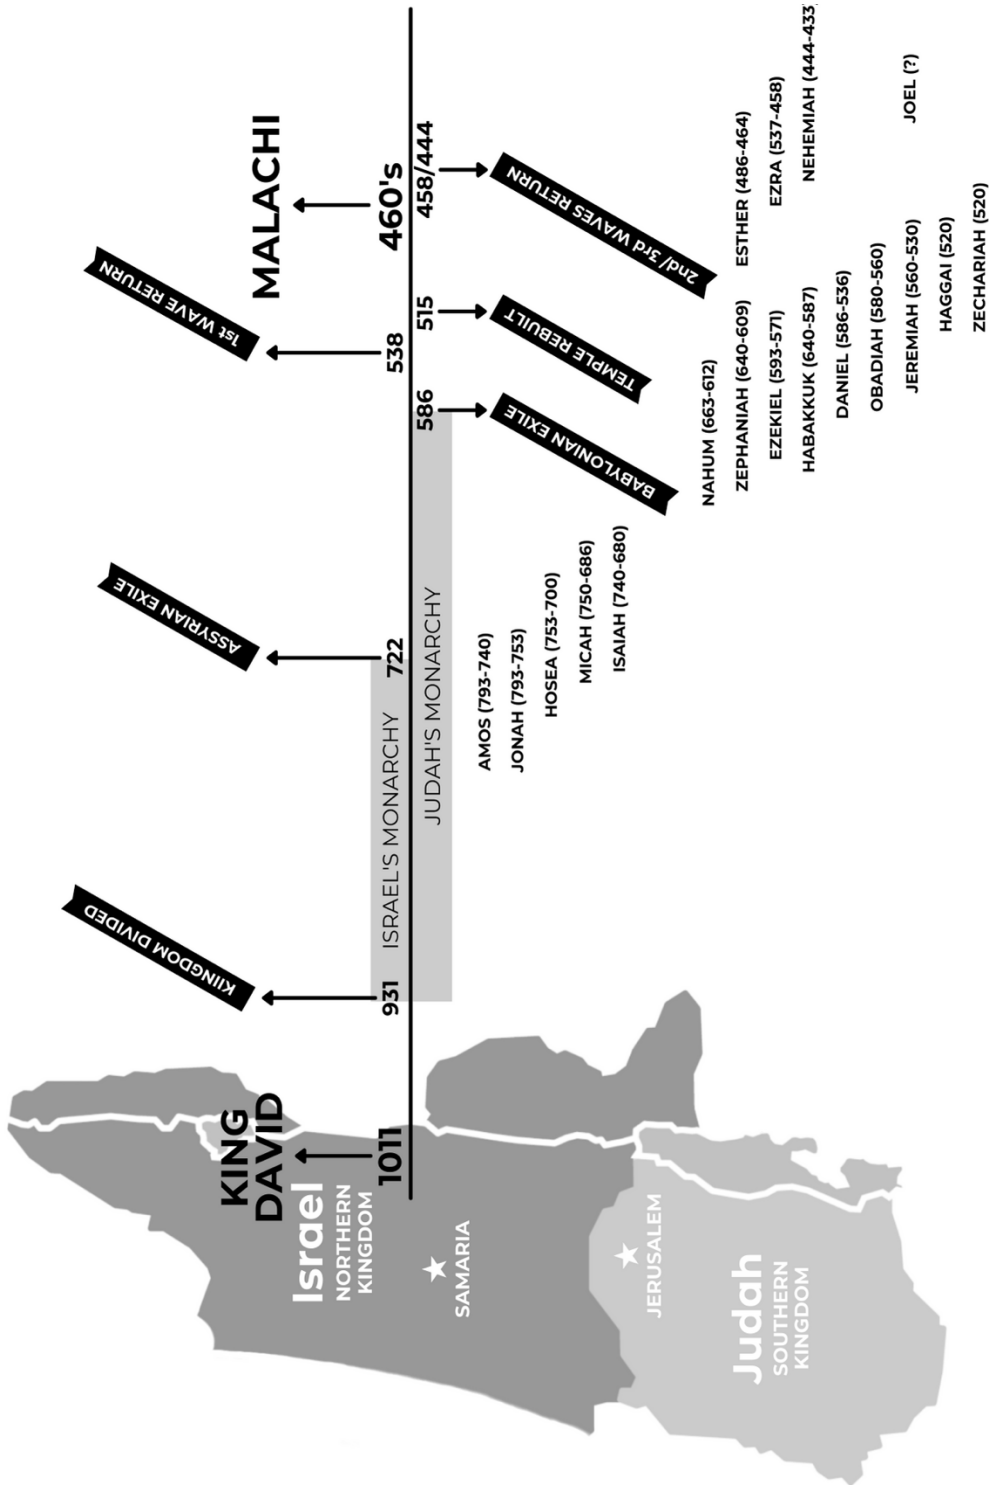 KING
DAVID
1011
Israel
NORTHERN
KINGDOM
SAMARIA
JERUSALEM
Judah
SOUTHERN
KINGDOM
KIINGDOM DIVIDED
931
ISRAEL'S MONARCHY
JUDAH'S MONARCHY
ASSYRIAN EXILE
722
586
BABYLONIAN EXILE
1st WAVE RETURN
538
515
TEMPLE REBUILT
MALACHI
460's
458/444
2nd/ 3rd WAVES RETURN
AMOS (793-740)
JONAH (793-753)
HOSEA (753-700)
MICAH (750-686)
ISAIAH (740-680)
NAHUM (663-612)
ZEPHANIAH (640-609)
EZEKIEL (593-571)
HABAKKUK (640-587)
DANIEL (586-536)
OBADIAH (580-560)
JEREMIAH (560-530)
HAGGAI (520)
ZECHARIAH (520)
ESTHER (486-464)
EZRA (537-458)
NEHEMIAH (444-433
JOEL (?)